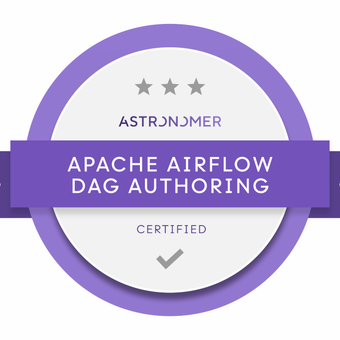 ASTRONOMER
APACHE AIRFLOW
DAG AUTHORING
CERTIFIED